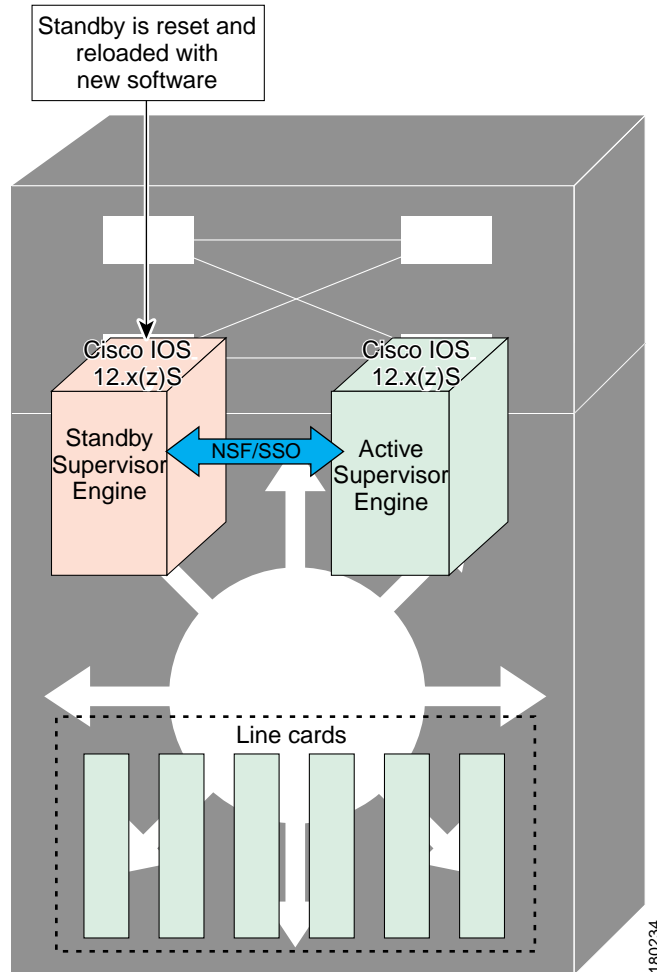 Standby is reset and
reloaded with
new software
Cisco IOS
12.x(z)S
Cisco IOS
12.x(z)S
Standby
Supervisor
Engine
NSF/SSO
Active
Supervisor
Engine
Line cards
180234